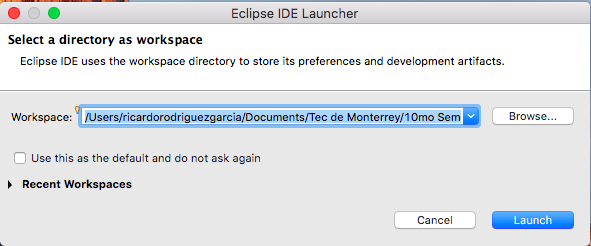 Eclipse IDE Launcher
Select a directory as workspace
Eclipse IDE uses the workspace directory to store its preferences and development artifacts.
Workspace: /Users/ricardorodriguezgarcia/Documents/Tec de Monterrey/10mo Sem Browse...
Use this as the default and do not ask again
Recent Workspaces
Cancel Launch